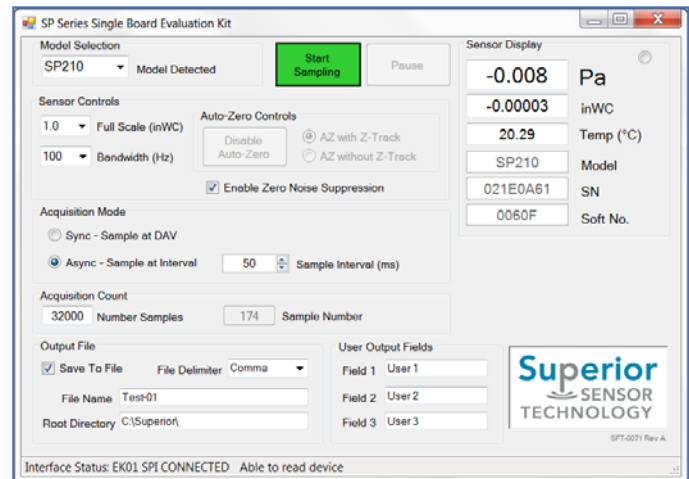 SP Series Single Board Evaluation Kit
Model Selection
SP210 Model Detected
Start Sampling
Pause
Sensor Controls
1.0 Full Scale (inWC)
100 Bandwidth (Hz)
Auto-Zero Controls
Disable Auto-Zero
AZ with Z-Track
AZ without Z-Track
Enable Zero Noise Suppression
Acquisition Mode
Sync - Sample at DAV
Async - Sample at Interval 50 Sample Interval (ms)
Acquisition Count
32000 Number Samples 174 Sample Number
Output File
Save To File File Delimiter Comma
File Name Test-01
Root Directory C:\Superior\
User Output Fields
Field 1 User 1
Field 2 User 2
Field 3 User 3
Sensor Display
-0.008 Pa
-0.00003 inWC
20.29 Temp (°C)
SP210 Model
021E0A61 SN
0060F Soft No.
Superior
SENSOR
TECHNOLOGY
SFT-0071 Rev A
Interface Status: EK01 SPI CONNECTED Able to read device